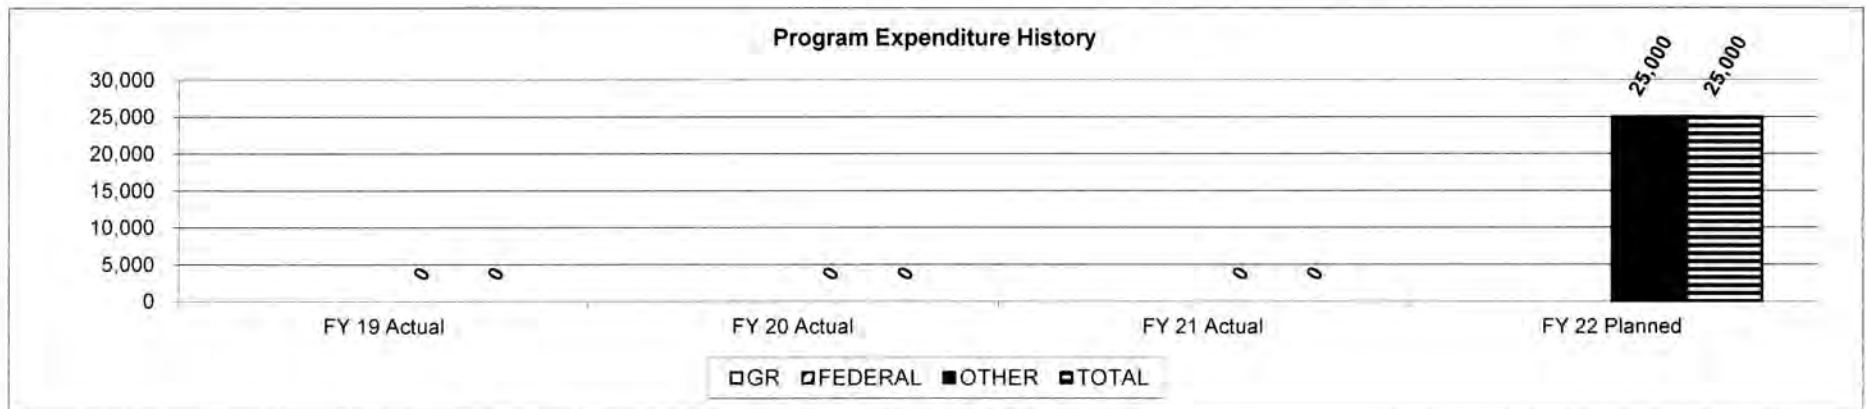 Program Expenditure History
25,000 25,000
30,000
25,000
20,000
15,000
10,000
5,000
0
0 0 0 0 0 0
FY 19 Actual FY 20 Actual FY 21 Actual FY 22 Planned
GR FEDERAL OTHER TOTAL